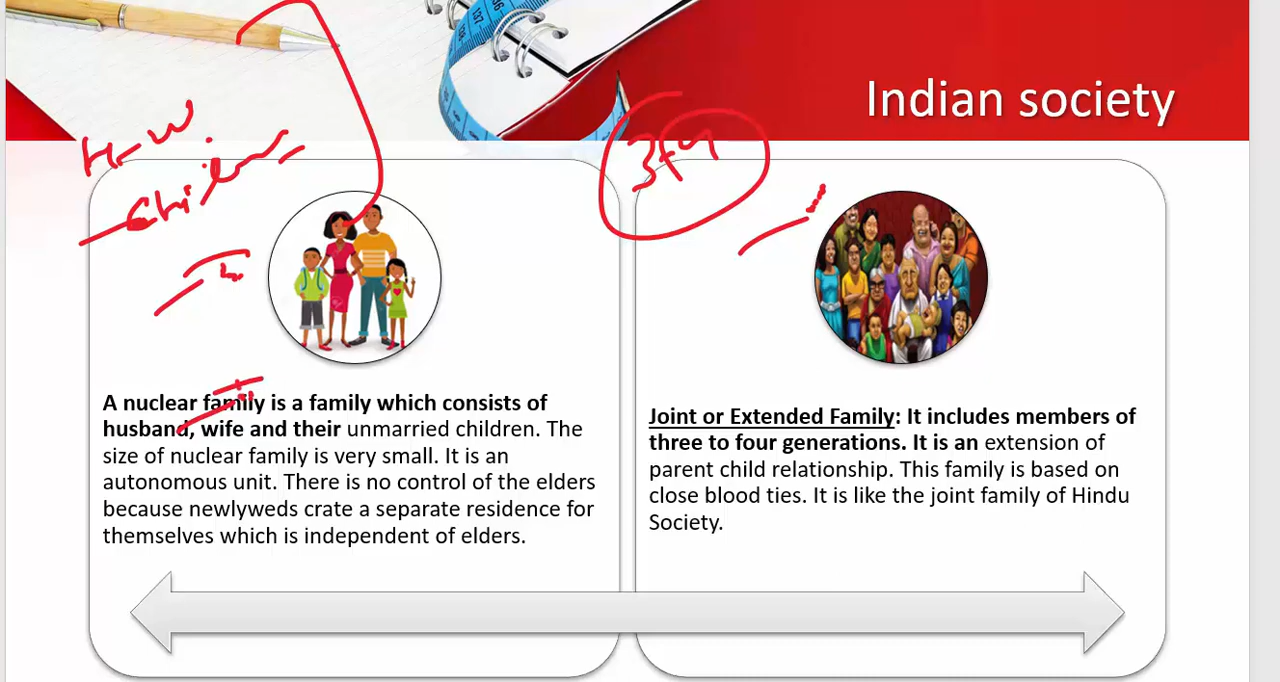 Indian society
H-W.
3 f 4
A nuclear family is a family which consists of
husband, wife and their unmarried children. The
size of nuclear family is very small. It is an
autonomous unit. There is no control of the elders
because newlyweds crate a separate residence for
themselves which is independent of elders.
Joint or Extended Family: It includes members of
three to four generations. It is an extension of
parent child relationship. This family is based on
close blood ties. It is like the joint family of Hindu
Society.